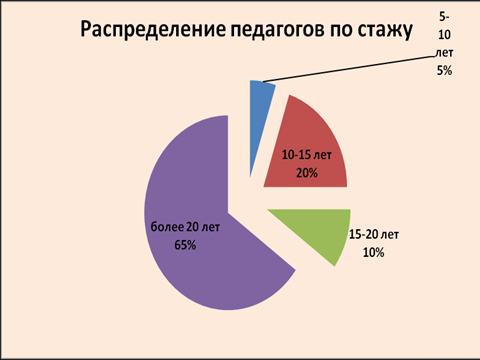 Распределение педагогов по стажу
5-
10
лет
5%
10-15 лет
20%
15-20 лет
10%
более 20 лет
65%